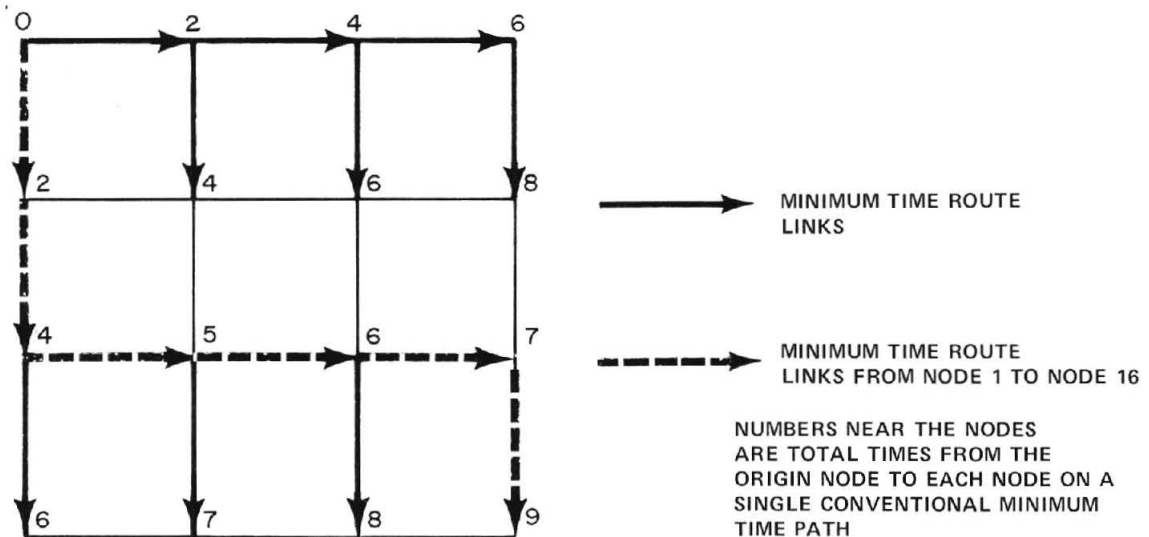 0 2 4 6
2 4 6 8
MINIMUM TIME ROUTE
LINKS
4 5 6 7
MINIMUM TIME ROUTE
LINKS FROM NODE 1 TO NODE 16
NUMBERS NEAR THE NODES
ARE TOTAL TIMES FROM THE
ORIGIN NODE TO EACH NODE ON A
SINGLE CONVENTIONAL MINIMUM
TIME PATH
6 7 8 9